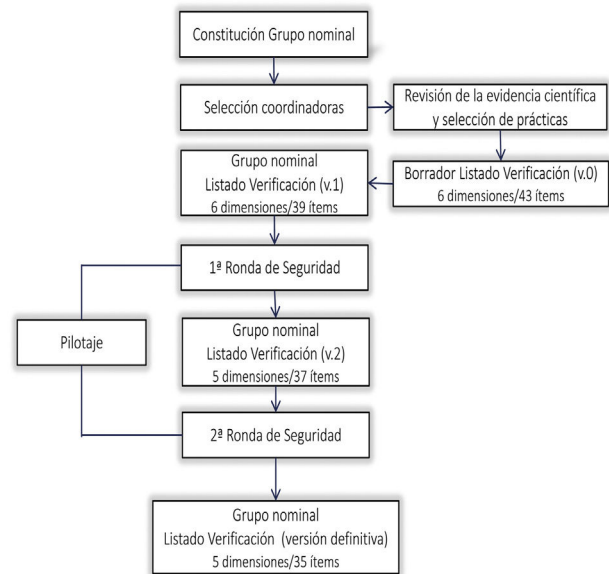 Constitución Grupo nominal
Selección coordinadoras
Revisión de la evidencia científica
y selección de prácticas
Borrador Listado Verificación (v.0)
6 dimensiones/43 ítems
Grupo nominal
Listado Verificación (v.1)
6 dimensiones/39 ítems
1ª Ronda de Seguridad
Pilotaje
Grupo nominal
Listado Verificación (v.2)
5 dimensiones/37 ítems
2ª Ronda de Seguridad
Grupo nominal
Listado Verificación (versión definitiva)
5 dimensiones/35 ítems